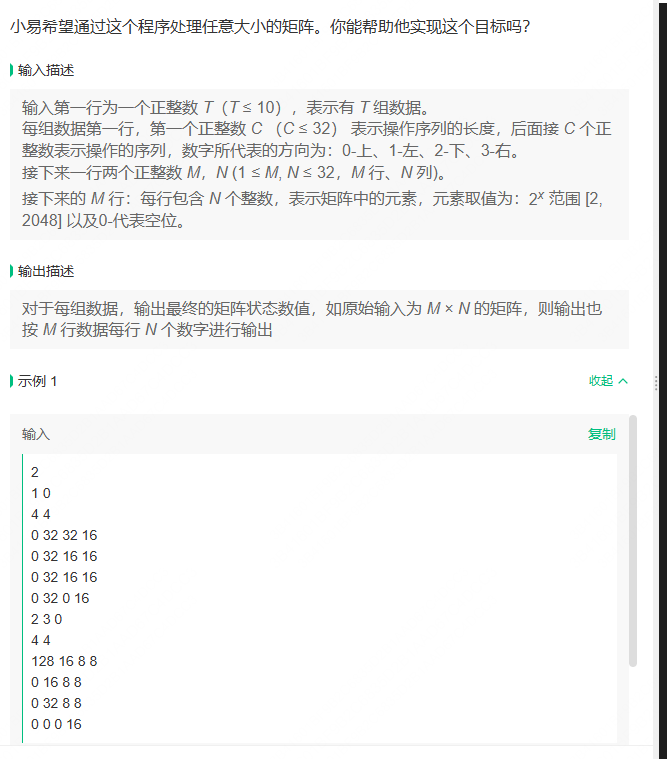 小易希望通过这个程序处理任意大小的矩阵。你能帮助他实现这个目标吗?
输入描述
输入第一行为一个正整数 T（T ≤ 10），表示有 T 组数据。
每组数据第一行，第一个正整数 C （C ≤ 32） 表示操作序列的长度，后面接 C 个正
整数表示操作的序列，数字所代表的方向为：0-上、1-左、2-下、3-右。
接下来一行两个正整数 M，N (1 ≤ M, N ≤ 32，M 行、N 列)。
接下来的 M 行：每行包含 N 个整数，表示矩阵中的元素，元素取值为：2^x 范围 [2,
2048] 以及0-代表空位。
输出描述
对于每组数据，输出最终的矩阵状态数值，如原始输入为 M × N 的矩阵，则输出也
按 M 行数据每行 N 个数字进行输出
示例 1
收起
输入
复制
2
1 0
4 4
0 32 32 16
0 32 16 16
0 32 16 16
0 32 0 16
2 3 0
4 4
128 16 8 8
0 16 8 8
0 32 8 8
0 0 0 16